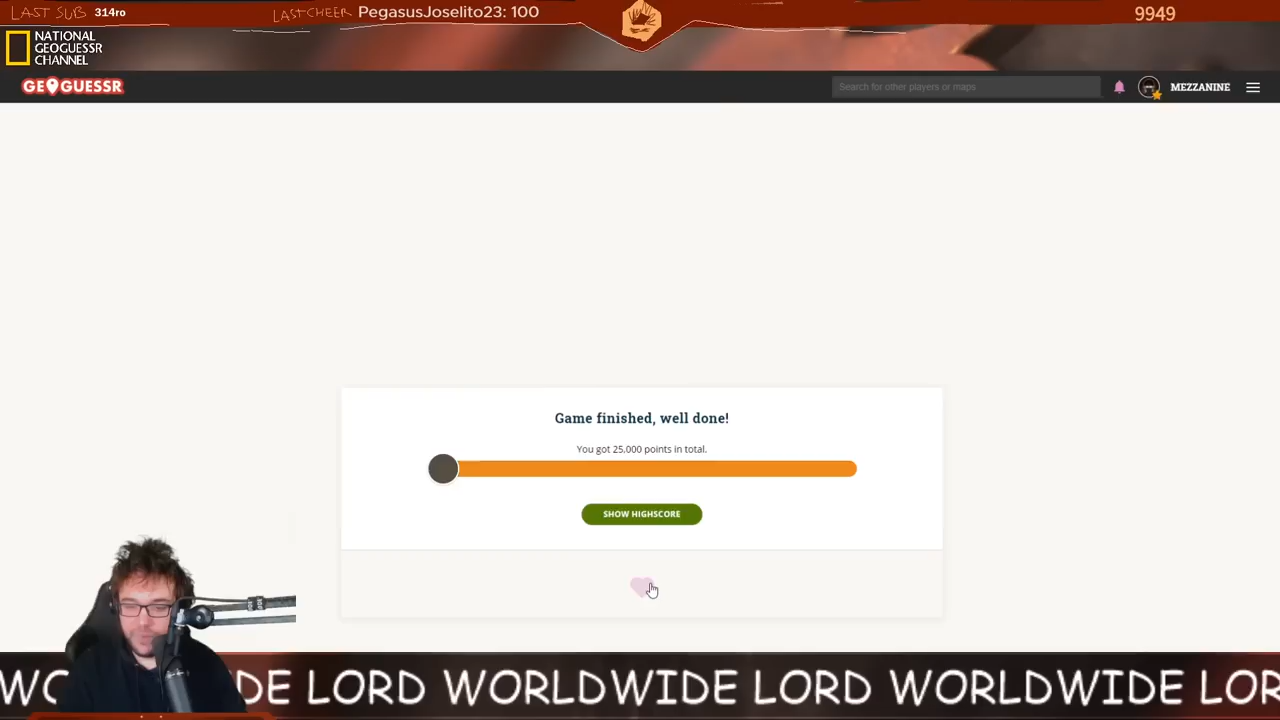 LAST SUB 314ro
LAST CHEER PegasusJoselito23: 100
9949
NATIONAL
GEOGUESSR
CHANNEL
GEOGUESSR
Search for other players or maps
MEZZANINE
Game finished, well done!
You got 25,000 points in total.
SHOW HIGHSCORE
WO DE LORD WORLDWIDE LORD WORLDWIDE LOR